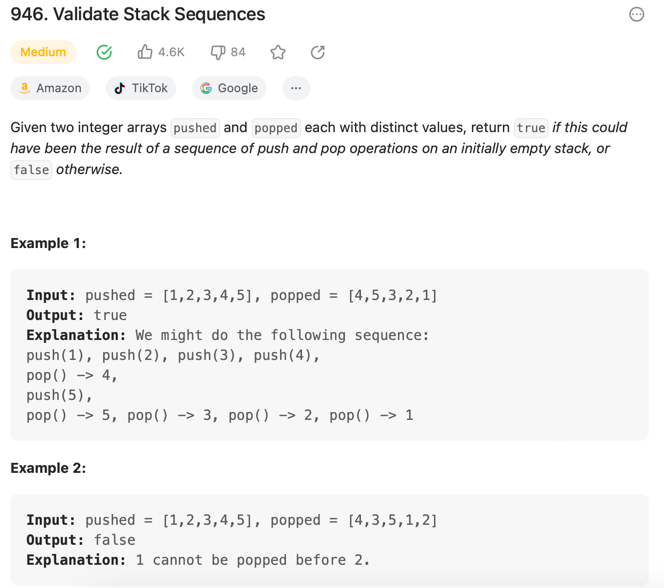 946. Validate Stack Sequences
Medium 4.6K 84
Amazon TikTok Google ...
Given two integer arrays pushed and popped each with distinct values, return true if this could
have been the result of a sequence of push and pop operations on an initially empty stack, or
false otherwise.
Example 1:
Input: pushed = [1,2,3,4,5], popped = [4,5,3,2,1]
Output: true
Explanation: We might do the following sequence:
push(1), push(2), push(3), push(4),
pop() -> 4,
push(5),
pop() -> 5, pop() -> 3, pop() -> 2, pop() -> 1
Example 2:
Input: pushed = [1,2,3,4,5], popped = [4,3,5,1,2]
Output: false
Explanation: 1 cannot be popped before 2.